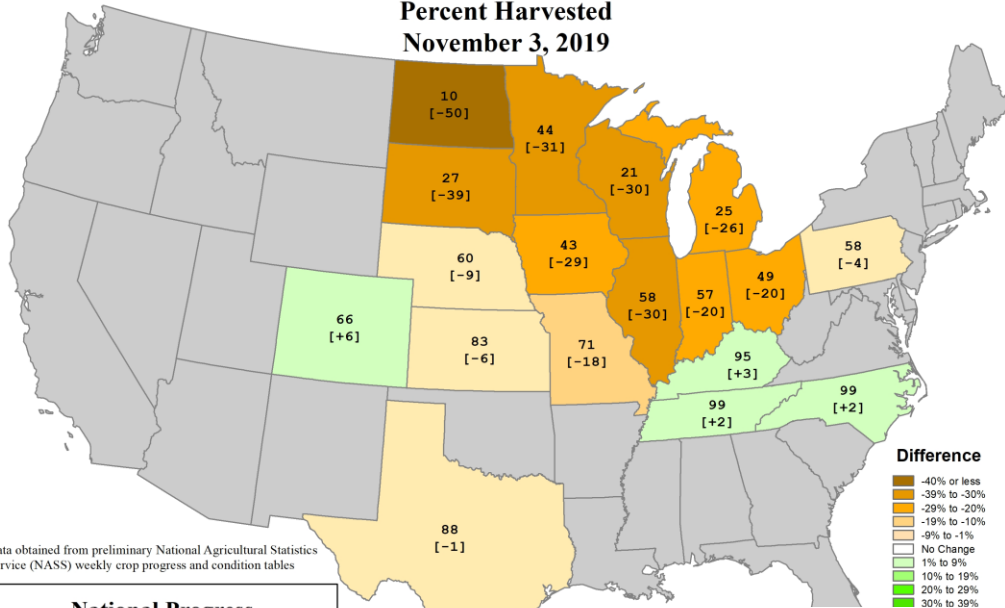 Percent Harvested
November 3, 2019
10
[-50]
44
[-31]
27
[-39]
21
[-30]
25
[-26]
60
[-9]
43
[-29]
58
[-30]
57
[-20]
49
[-20]
58
[-4]
66
[+6]
83
[-6]
71
[-18]
95
[+3]
99
[+2]
99
[+2]
88
[-1]
Difference
-40% or less
-39% to -30%
-29% to -20%
-19% to -10%
-9% to -1%
No Change
1% to 9%
10% to 19%
20% to 29%
30% to 39%
ata obtained from preliminary National Agricultural Statistics
rvice (NASS) weekly crop progress and condition tables
National Progress